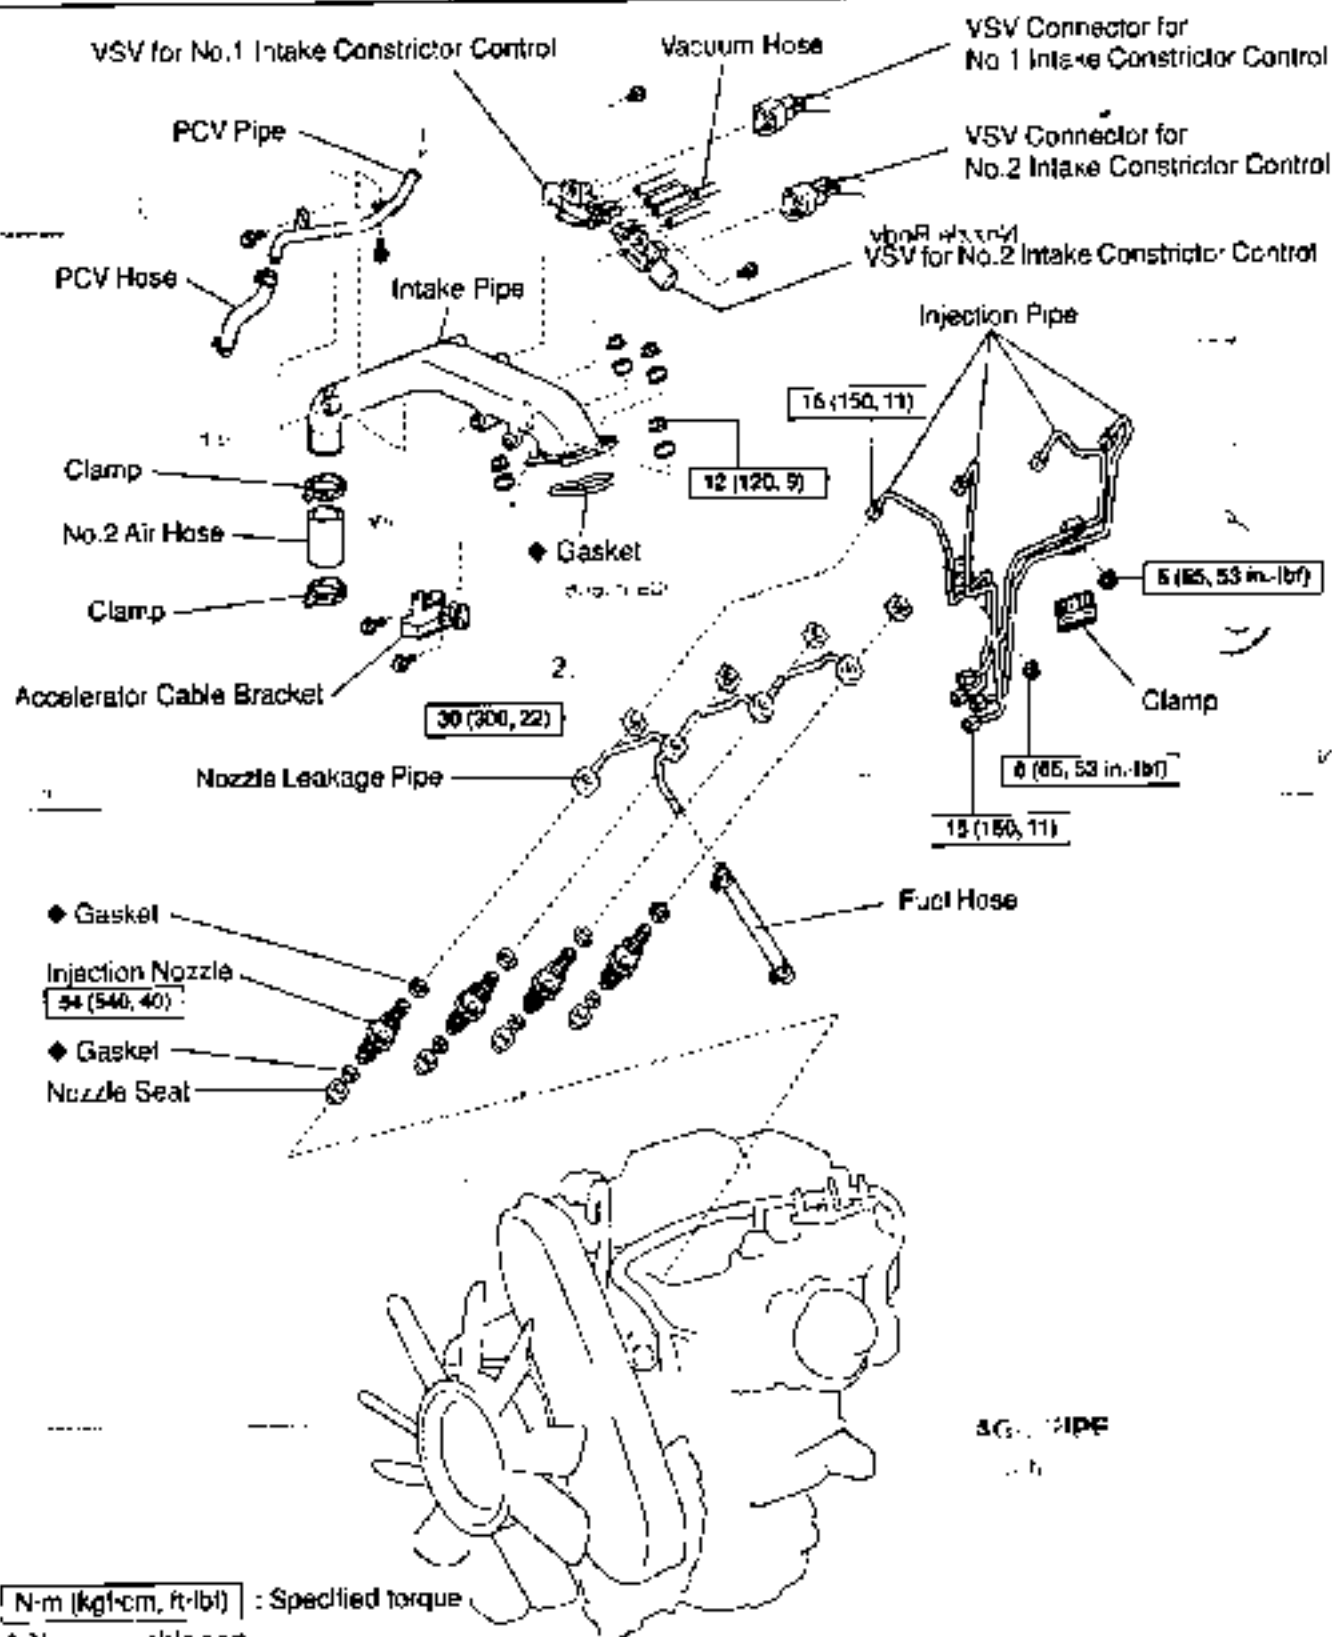 VSV for No.1 Intake Constrictor Control
Vacuum Hose
VSV Connector for
No.1 Intake Constrictor Control
PCV Pipe
VSV Connector for
No.2 Intake Constrictor Control
VSV for No.2 Intake Constrictor Control
PCV Hose
Intake Pipe
Injection Pipe
15 (150, 11)
Clamp
12 (120, 9)
No.2 Air Hose
◆ Gasket
(65, 53 in.-lbf)
Clamp
2.
Accelerator Cable Bracket
30 (300, 22)
Clamp
Nozzle Leakage Pipe
6 (65, 53 in.-lbf)
15 (150, 11)
Fuel Hose
◆ Gasket
Injection Nozzle
54 (540, 40)
◆ Gasket
Nozzle Seat
N·m (kgf·cm, ft·lbf) : Specified torque